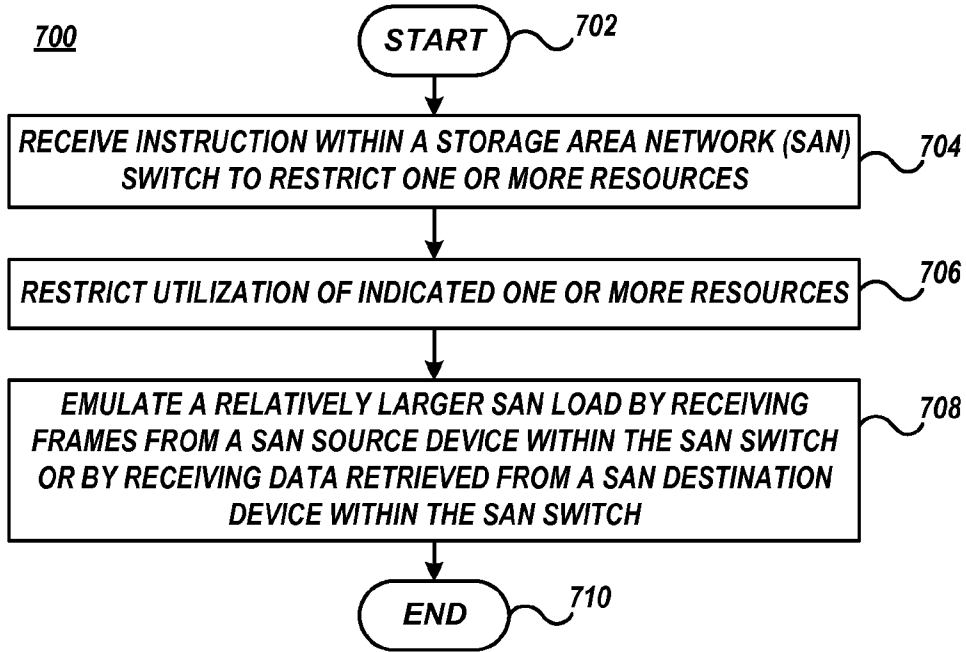 700
START
702
RECEIVE INSTRUCTION WITHIN A STORAGE AREA NETWORK (SAN)
SWITCH TO RESTRICT ONE OR MORE RESOURCES
704
RESTRICT UTILIZATION OF INDICATED ONE OR MORE RESOURCES
706
EMULATE A RELATIVELY LARGER SAN LOAD BY RECEIVING
FRAMES FROM A SAN SOURCE DEVICE WITHIN THE SAN SWITCH
OR BY RECEIVING DATA RETRIEVED FROM A SAN DESTINATION
DEVICE WITHIN THE SAN SWITCH
708
END
710